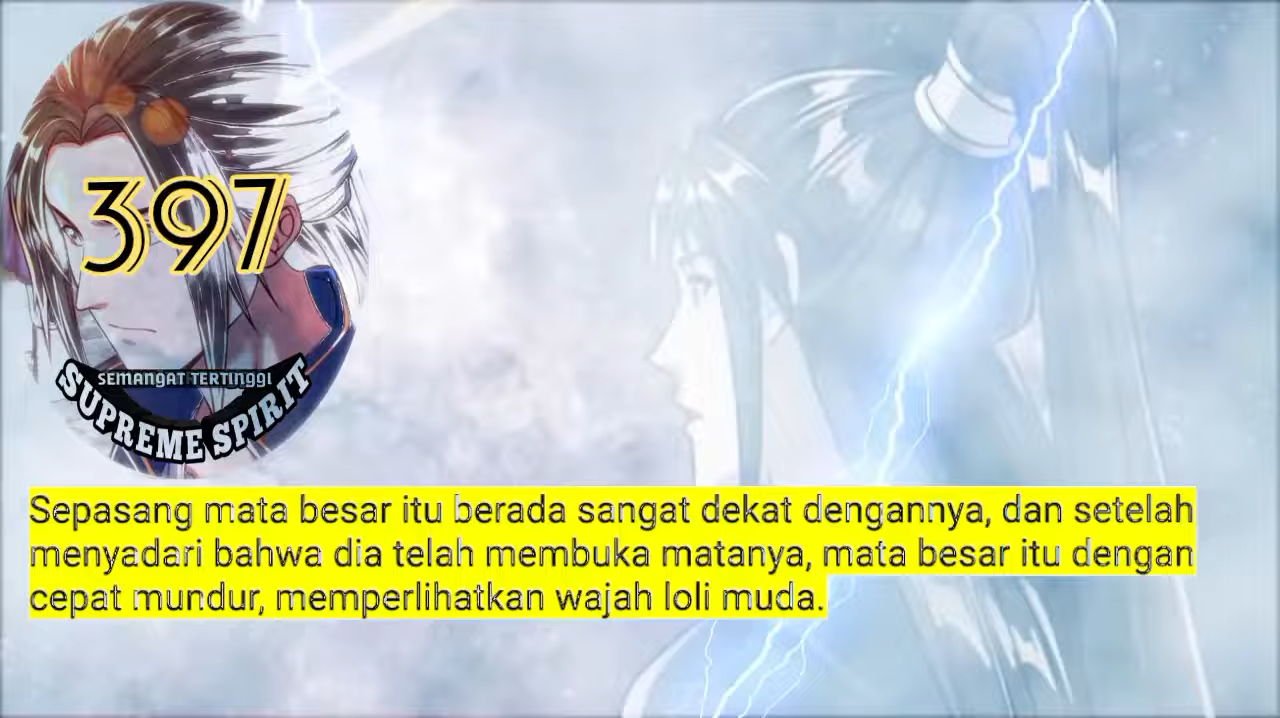 397
SEMANGAT TERTINGGI
SUPREME SPIRIT
Sepasang mata besar itu berada sangat dekat dengannya, dan setelah
menyadari bahwa dia telah membuka matanya, mata besar itu dengan
cepat mundur, memperlihatkan wajah loli muda.